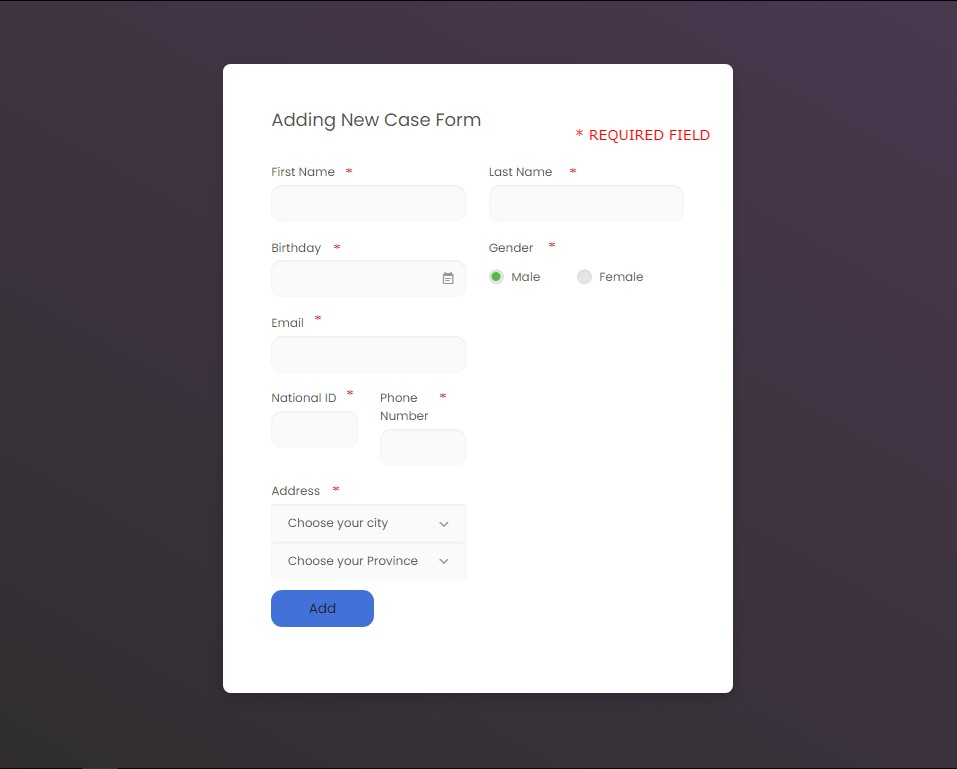 Adding New Case Form
* REQUIRED FIELD
First Name *
Last Name *
Birthday *
Gender *
Male
Female
Email *
National ID *
Phone *
Number
Address *
Choose your city
Choose your Province
Add